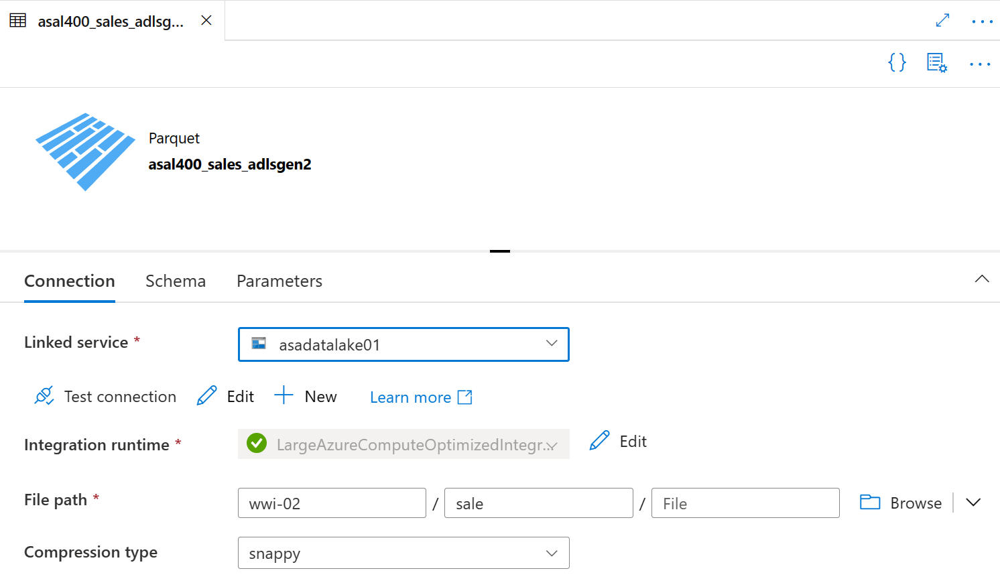 asal400_sales_adlsg...
Parquet
asal400_sales_adlsgen2
Connection Schema Parameters
Linked service *
asadatalake01
Test connection Edit New Learn more
Integration runtime *
LargeAzureComputeOptimizedIntegr... Edit
File path *
wwi-02 / sale / File Browse
Compression type
snappy